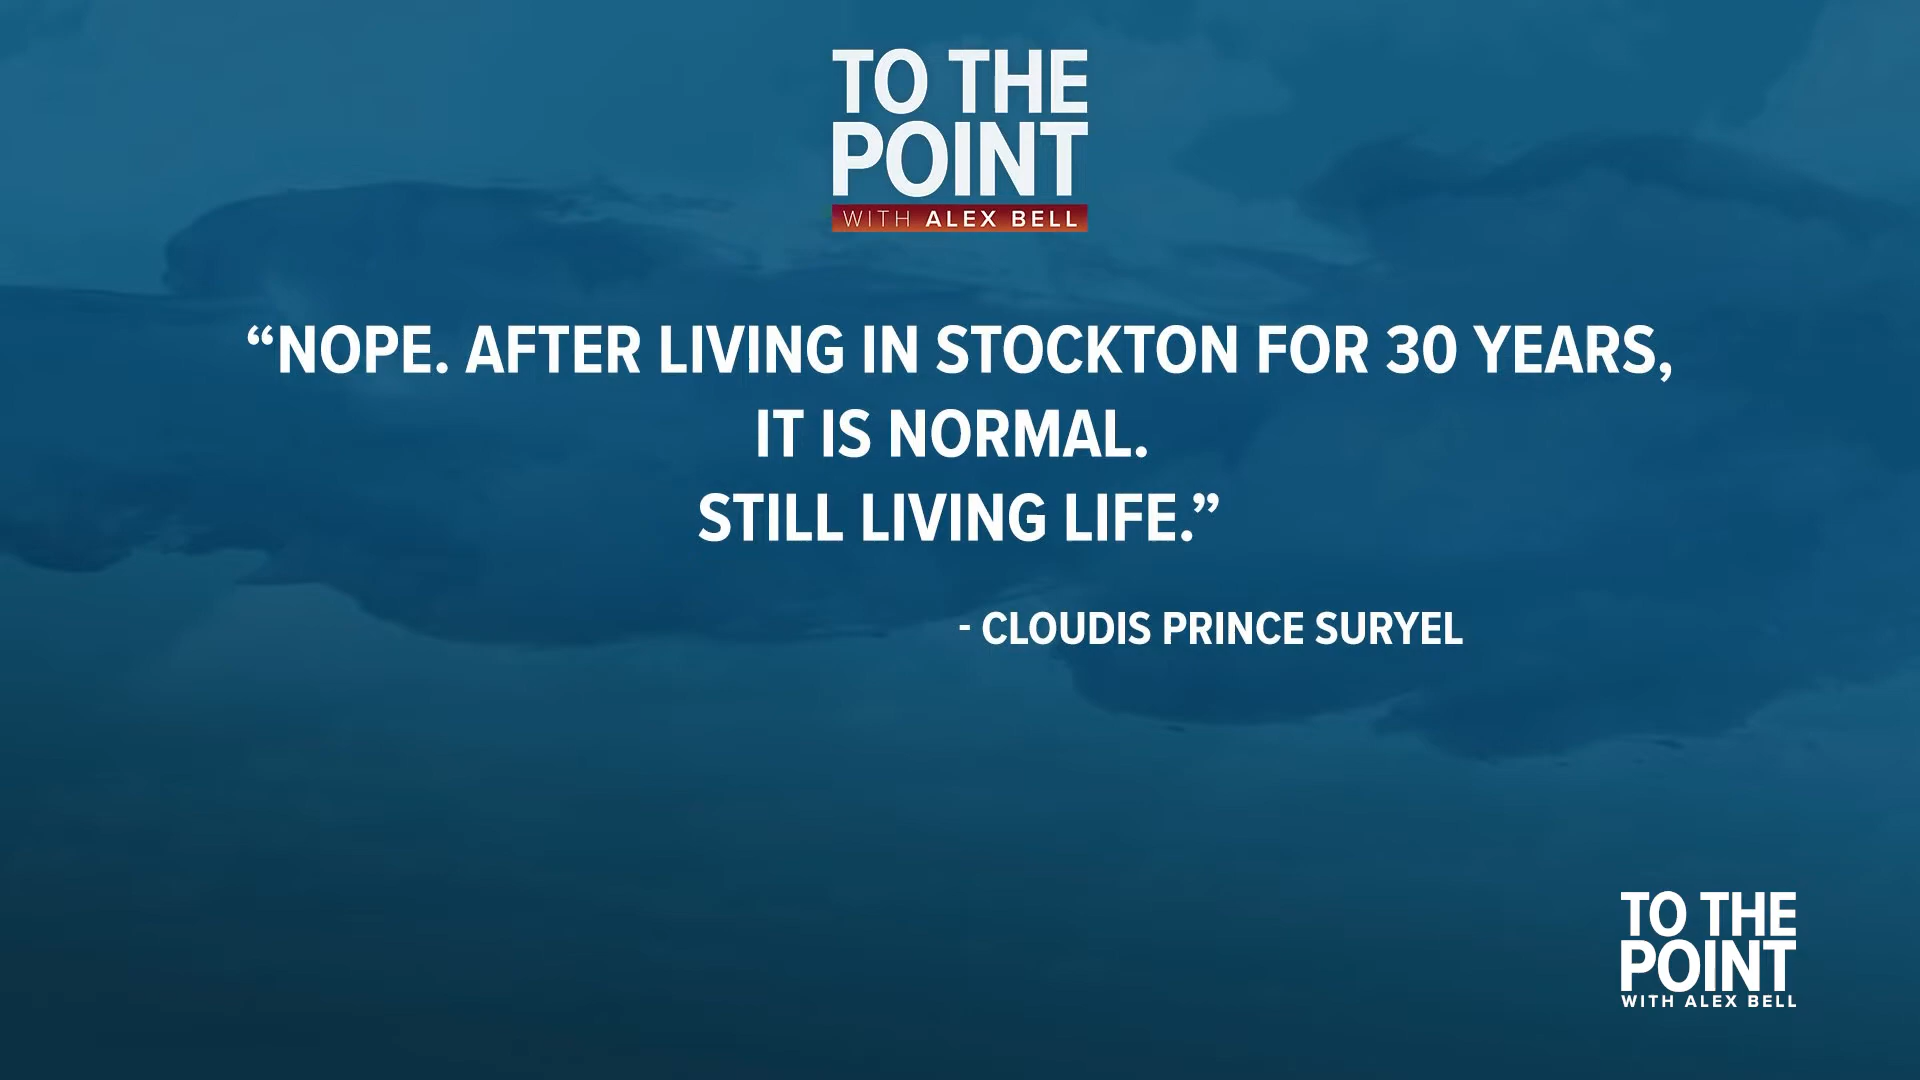 TO THE
POINT
WITH ALEX BELL
“NOPE. AFTER LIVING IN STOCKTON FOR 30 YEARS,
IT IS NORMAL.
STILL LIVING LIFE.”
- CLOUDIS PRINCE SURYEL
TO THE
POINT
WITH ALEX BELL